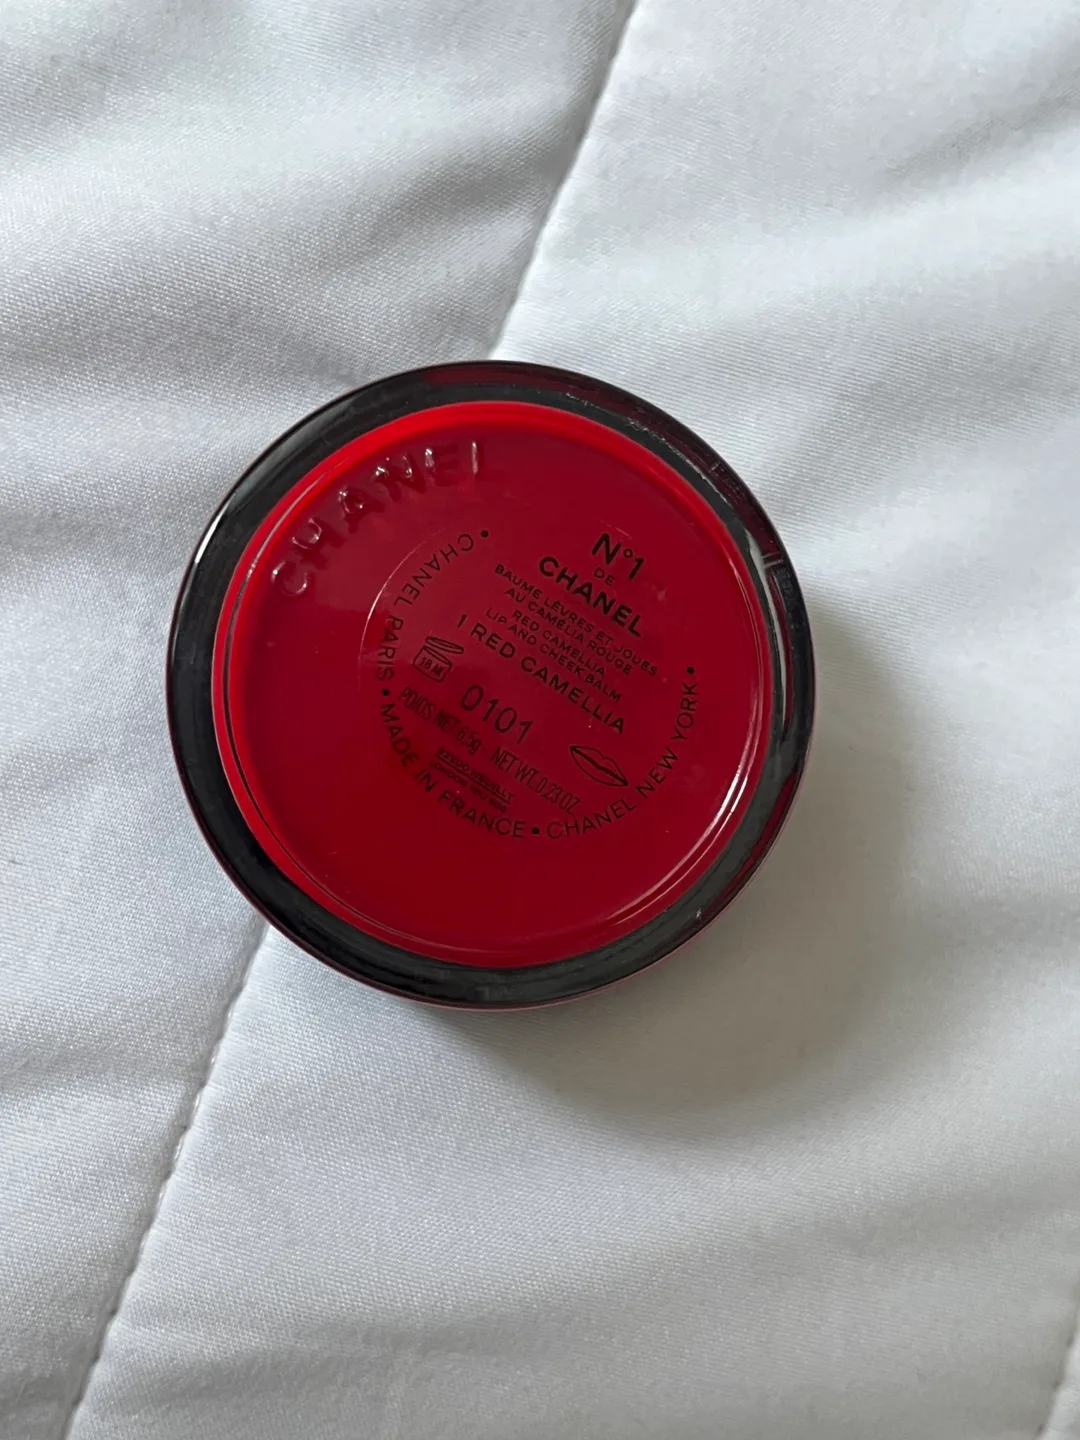 CHANEL
N°1
DE
CHANEL
BAUME LÈVRES ET JOUES
AU CAMÉLIA ROUGE
RED CAMELLIA
LIP AND CHEEK BALM
1 RED CAMELLIA
18 M
0101
POIDS NET 6.5g NET WT. 0.23 OZ.
LONDON
• CHANEL PARIS • MADE IN FRANCE • CHANEL NEW YORK •